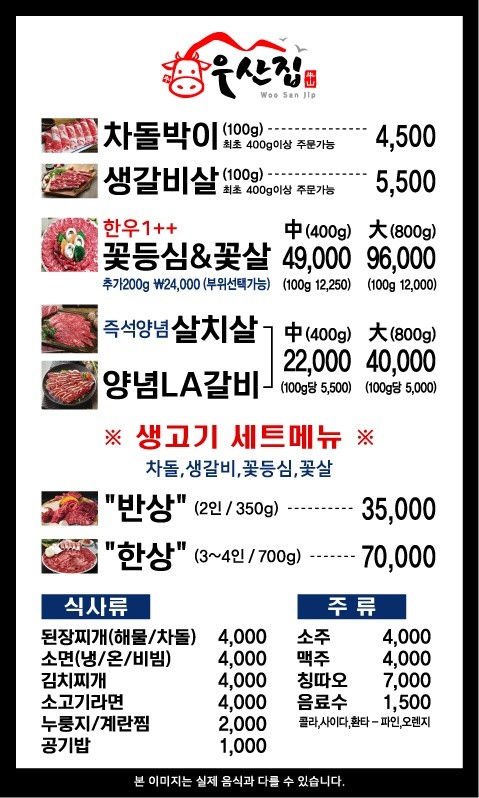 우산집
Woo San Jip
牛山
차돌박이 (100g) 4,500
최초 400g이상 주문가능
생갈비살 (100g) 5,500
최초 400g이상 주문가능
한우1++ 中(400g) 大(800g)
꽃등심&꽃살 49,000 96,000
추가200g ₩24,000 (부위선택가능) (100g 12,250) (100g 12,000)
즉석양념 살치살 中(400g) 大(800g)
22,000 40,000
양념LA갈비 (100g당 5,500) (100g당 5,000)
※ 생고기 세트메뉴 ※
차돌,생갈비,꽃등심,꽃살
"반상" (2인 / 350g) 35,000
"한상" (3~4인 / 700g) 70,000
식사류
된장찌개(해물/차돌) 4,000
소면(냉/온/비빔) 4,000
김치찌개 4,000
소고기라면 4,000
누룽지/계란찜 2,000
공기밥 1,000
주 류
소주 4,000
맥주 4,000
칭따오 7,000
음료수 1,500
콜라,사이다,환타 - 파인,오렌지
본 이미지는 실제 음식과 다를 수 있습니다.